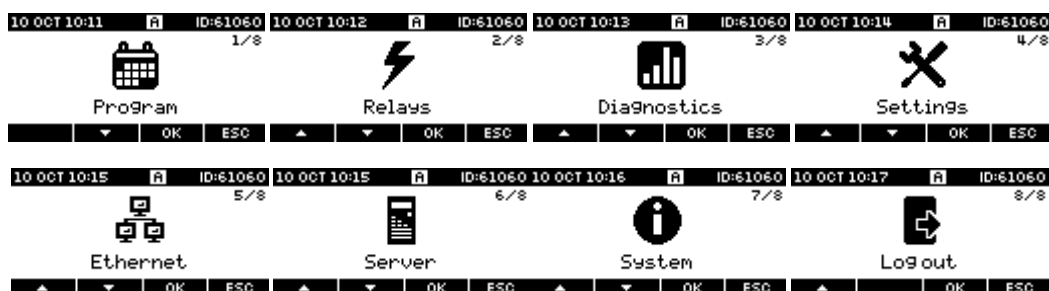 10 OCT 10:11 A ID:61060
1/8
Program
OK ESC
10 OCT 10:12 A ID:61060
2/8
Relays
OK ESC
10 OCT 10:13 A ID:61060
3/8
Diagnostics
OK ESC
10 OCT 10:14 A ID:61060
4/8
Settings
OK ESC
10 OCT 10:15 A ID:61060
5/8
Ethernet
OK ESC
10 OCT 10:15 A ID:61060
6/8
Server
OK ESC
10 OCT 10:16 A ID:61060
7/8
System
OK ESC
10 OCT 10:17 A ID:61060
8/8
Log out
OK ESC